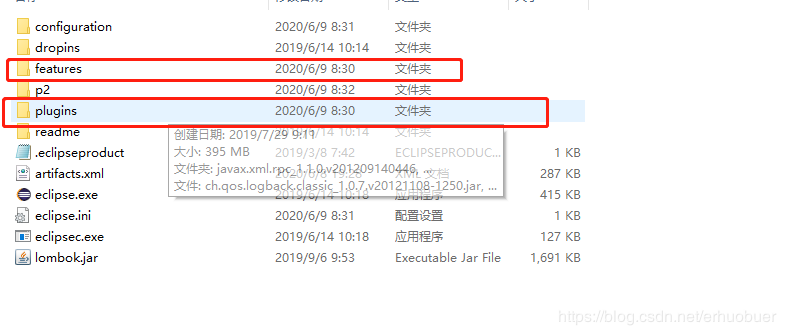 configuration 2020/6/9 8:31 文件夹
dropins 2019/6/14 10:14 文件夹
features 2020/6/9 8:30 文件夹
p2 2020/6/9 8:32 文件夹
plugins 2020/6/9 8:30 文件夹
readme 文件夹
创建日期: 2019/7/29 9:11
.eclipseproduct 2019/3/8 7:42 ECLIPSEPRODUC... 1 KB
大小: 395 MB
artifacts.xml XML 文档 287 KB
文件夹: javax.xml.rpc_1.1.0.v201209140446, ...
文件: ch.qos.logback.classic_1.0.7.v20121108-1250.jar, ...
eclipse.exe 2019/6/14 10:18 应用程序 415 KB
eclipse.ini 2020/6/9 8:31 配置设置 1 KB
eclipsec.exe 2019/6/14 10:18 应用程序 127 KB
lombok.jar 2019/9/6 9:53 Executable Jar File 1,691 KB
https://blog.csdn.net/erhuobuer